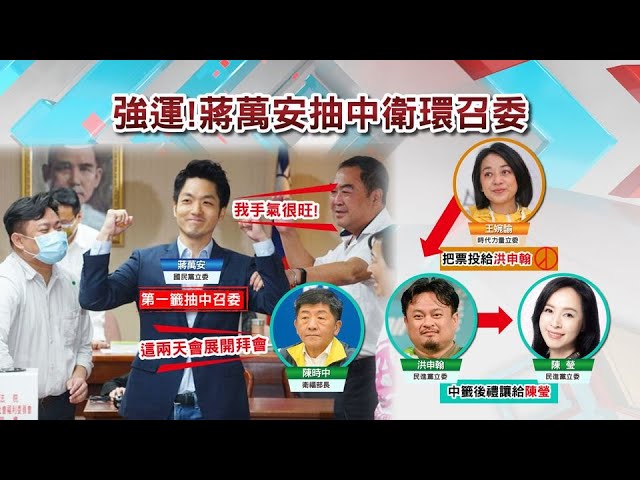 強運!蔣萬安抽中衛環召委
我手氣很旺!
蔣萬安
國民黨立委
第一籤抽中召委
這兩天會展開拜會
陳時中
衛福部長
王婉諭
時代力量立委
把票投給洪申翰
洪申翰
民進黨立委
陳 瑩
民進黨立委
中籤後禮讓給陳瑩